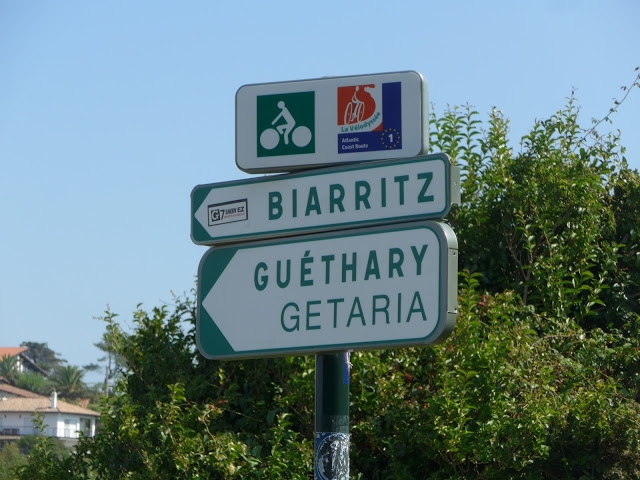 La Vélodyssée
Atlantic
Coast Route
1
G7
BIARRITZ
GUÉTHARY
GETARIA